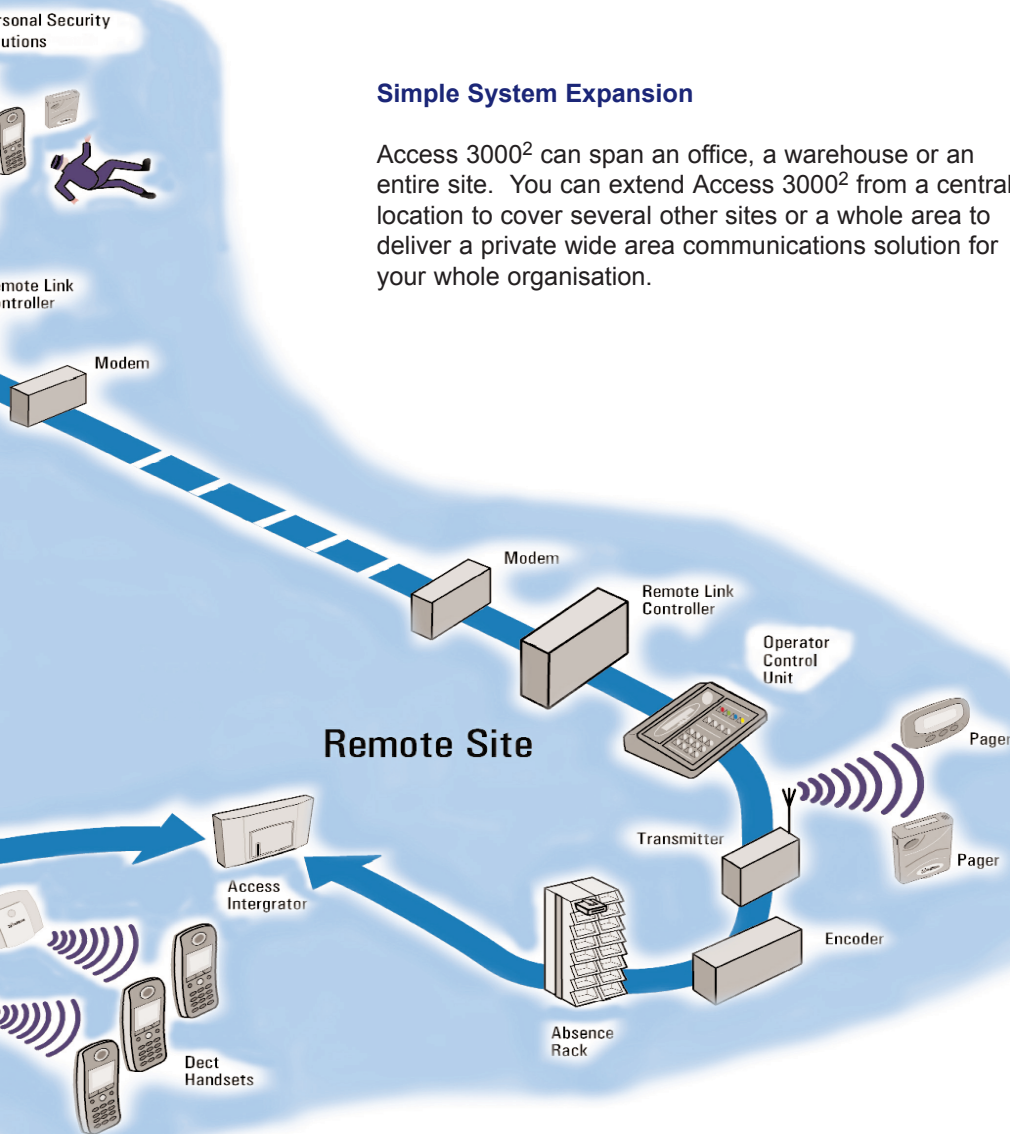 rsonal Security
utions
Simple System Expansion
Access 3000² can span an office, a warehouse or an
entire site. You can extend Access 3000² from a central
location to cover several other sites or a whole area to
deliver a private wide area communications solution for
your whole organisation.
mote Link
ntroller
Modem
Modem
Remote Link
Controller
Operator
Control
Unit
Pager
Remote Site
Transmitter
Pager
Access
Intergrator
Encoder
Absence
Rack
Dect
Handsets